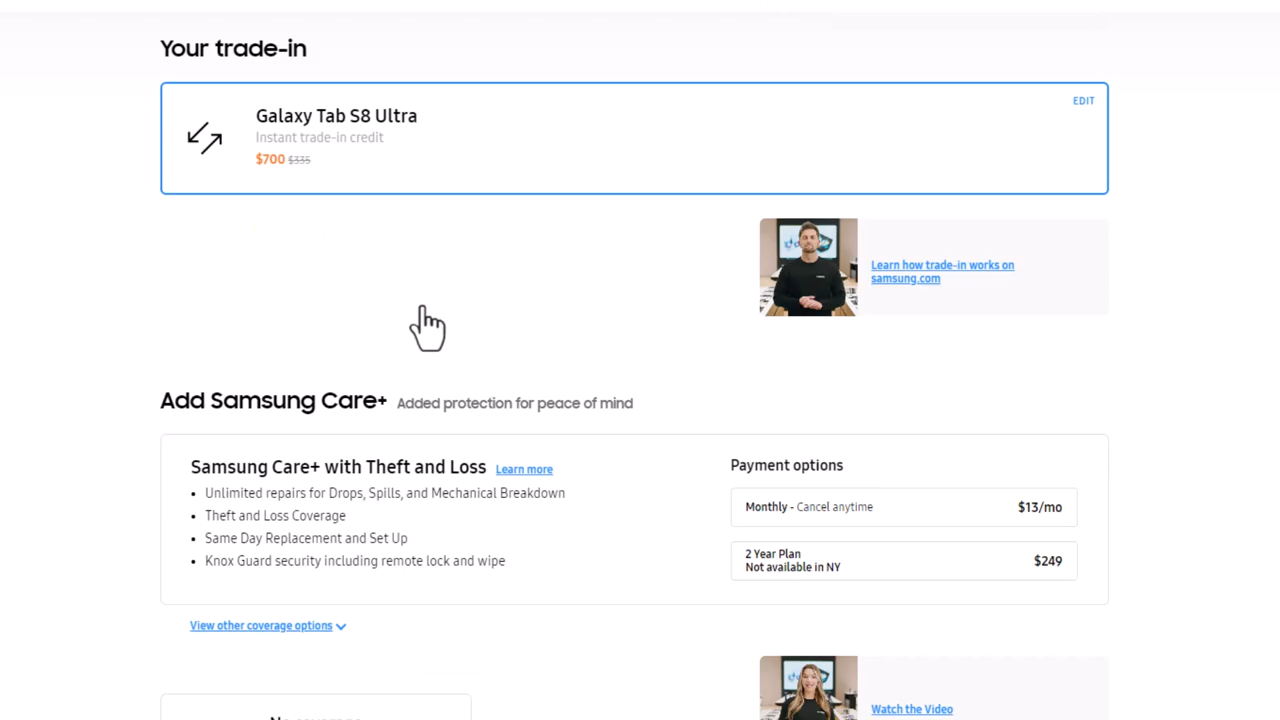 Your trade-in
EDIT
Galaxy Tab S8 Ultra
Instant trade-in credit
$700 $335
Learn how trade-in works on
samsung.com
Add Samsung Care+ Added protection for peace of mind
Samsung Care+ with Theft and Loss Learn more
• Unlimited repairs for Drops, Spills, and Mechanical Breakdown
• Theft and Loss Coverage
• Same Day Replacement and Set Up
• Knox Guard security including remote lock and wipe
Payment options
Monthly - Cancel anytime $13/mo
2 Year Plan
Not available in NY $249
View other coverage options
No coverage
Watch the Video